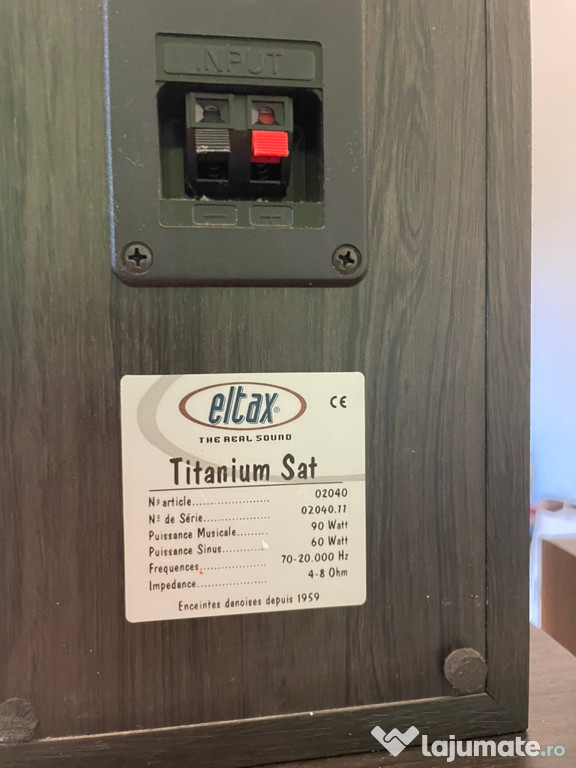 INPUT
− +
eltax®
CE
THE REAL SOUND
Titanium Sat
Nº article...................... 02040
Nº de Série................... 02040.11
Puissance Musicale........ 90 Watt
Puissance Sinus........... 60 Watt
Frequences................. 70-20.000 Hz
Impedance.................. 4-8 Ohm
Enceintes danoises depuis 1959
lajumate.ro